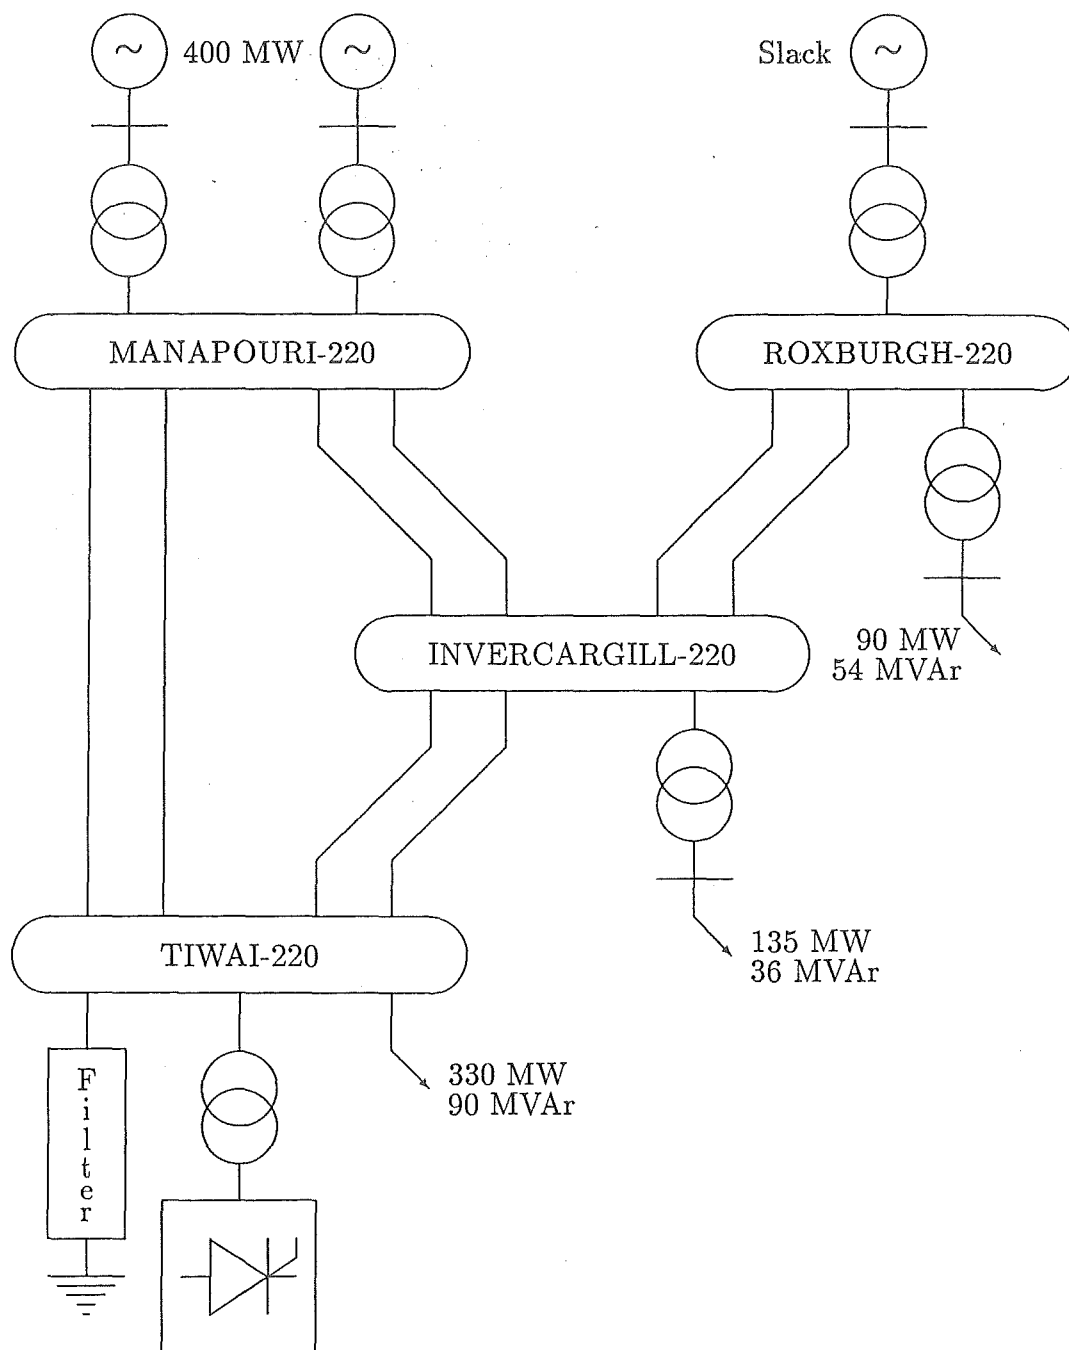 400 MW
Slack
MANAPOURI-220
ROXBURGH-220
90 MW
54 MVAr
INVERCARGILL-220
135 MW
36 MVAr
TIWAI-220
330 MW
90 MVAr
Filter